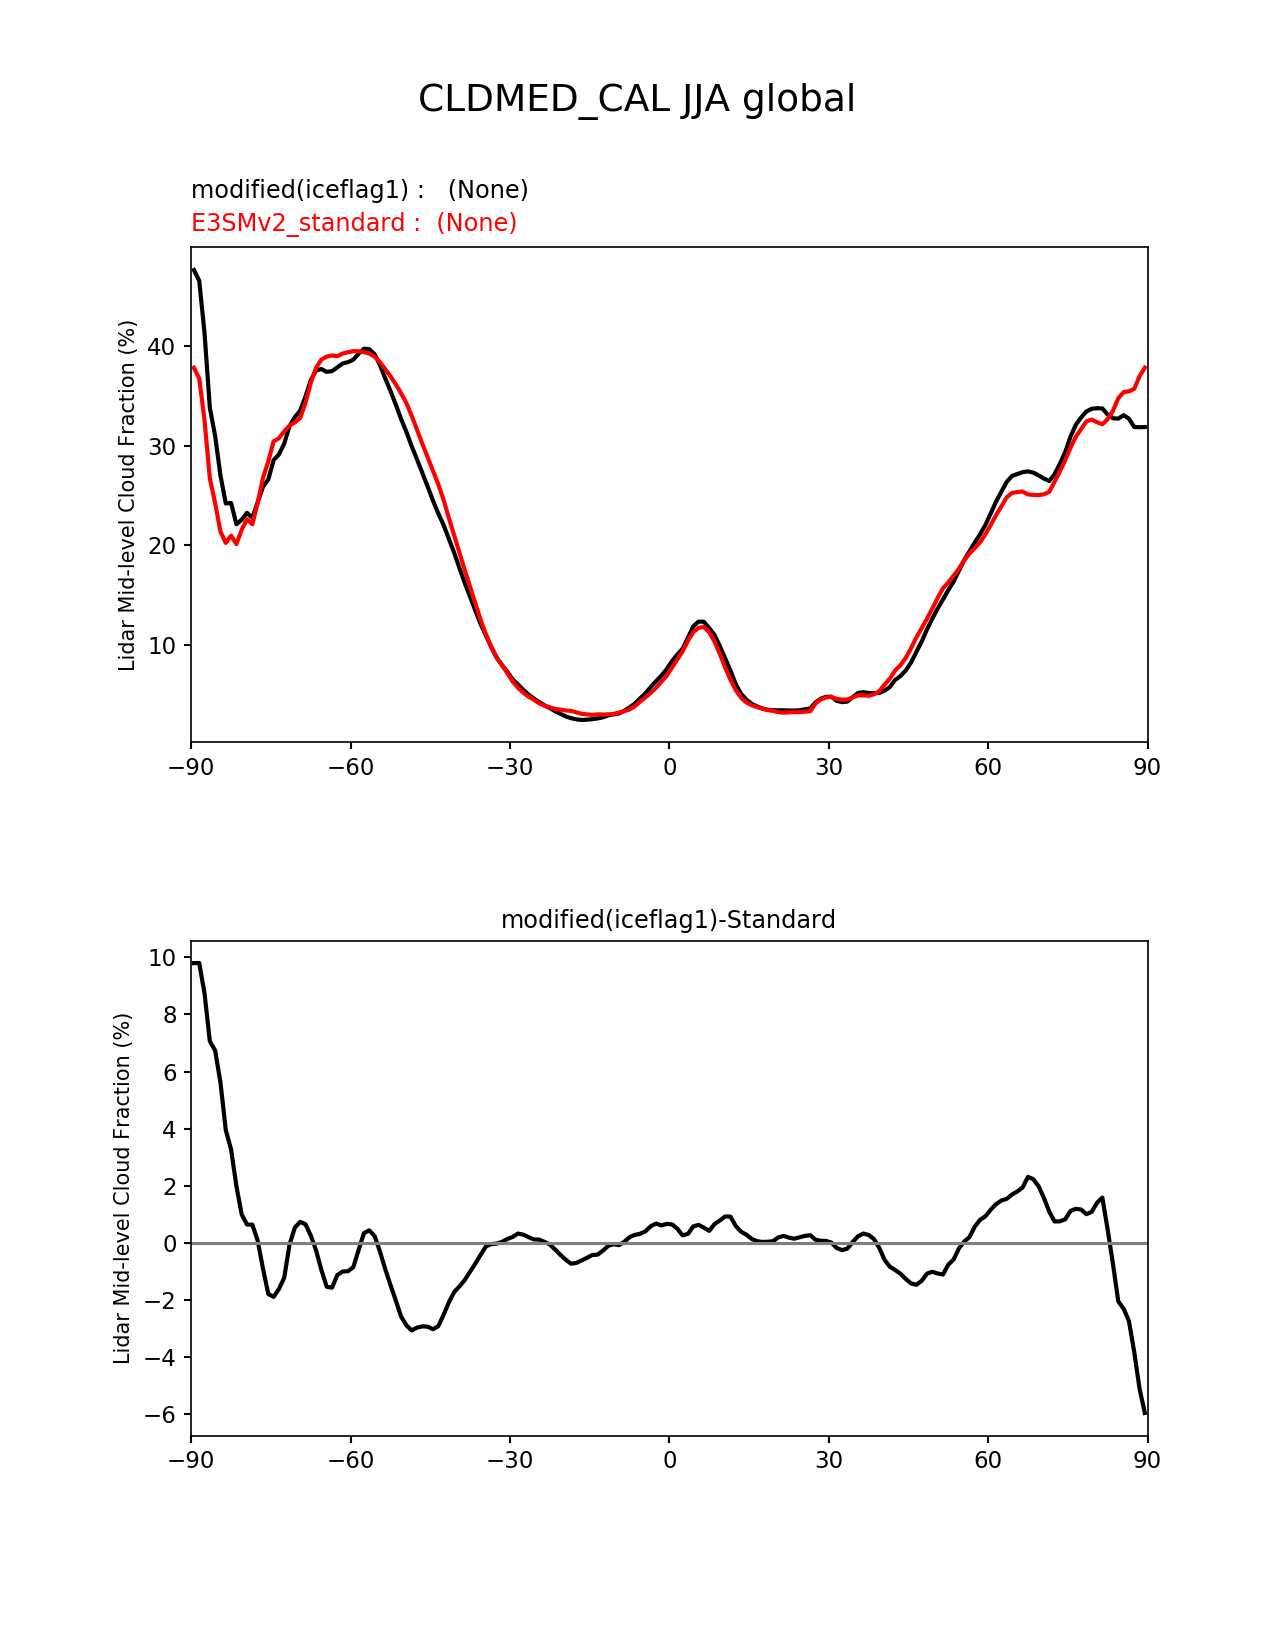 CLDMED_CAL JJA global
modified(iceflag1) :   (None)
E3SMv2_standard :  (None)
Lidar Mid-level Cloud Fraction (%)
40
30
20
10
−90 −60 −30 0 30 60 90
modified(iceflag1)-Standard
Lidar Mid-level Cloud Fraction (%)
10
8
6
4
2
0
−2
−4
−6
−90 −60 −30 0 30 60 90